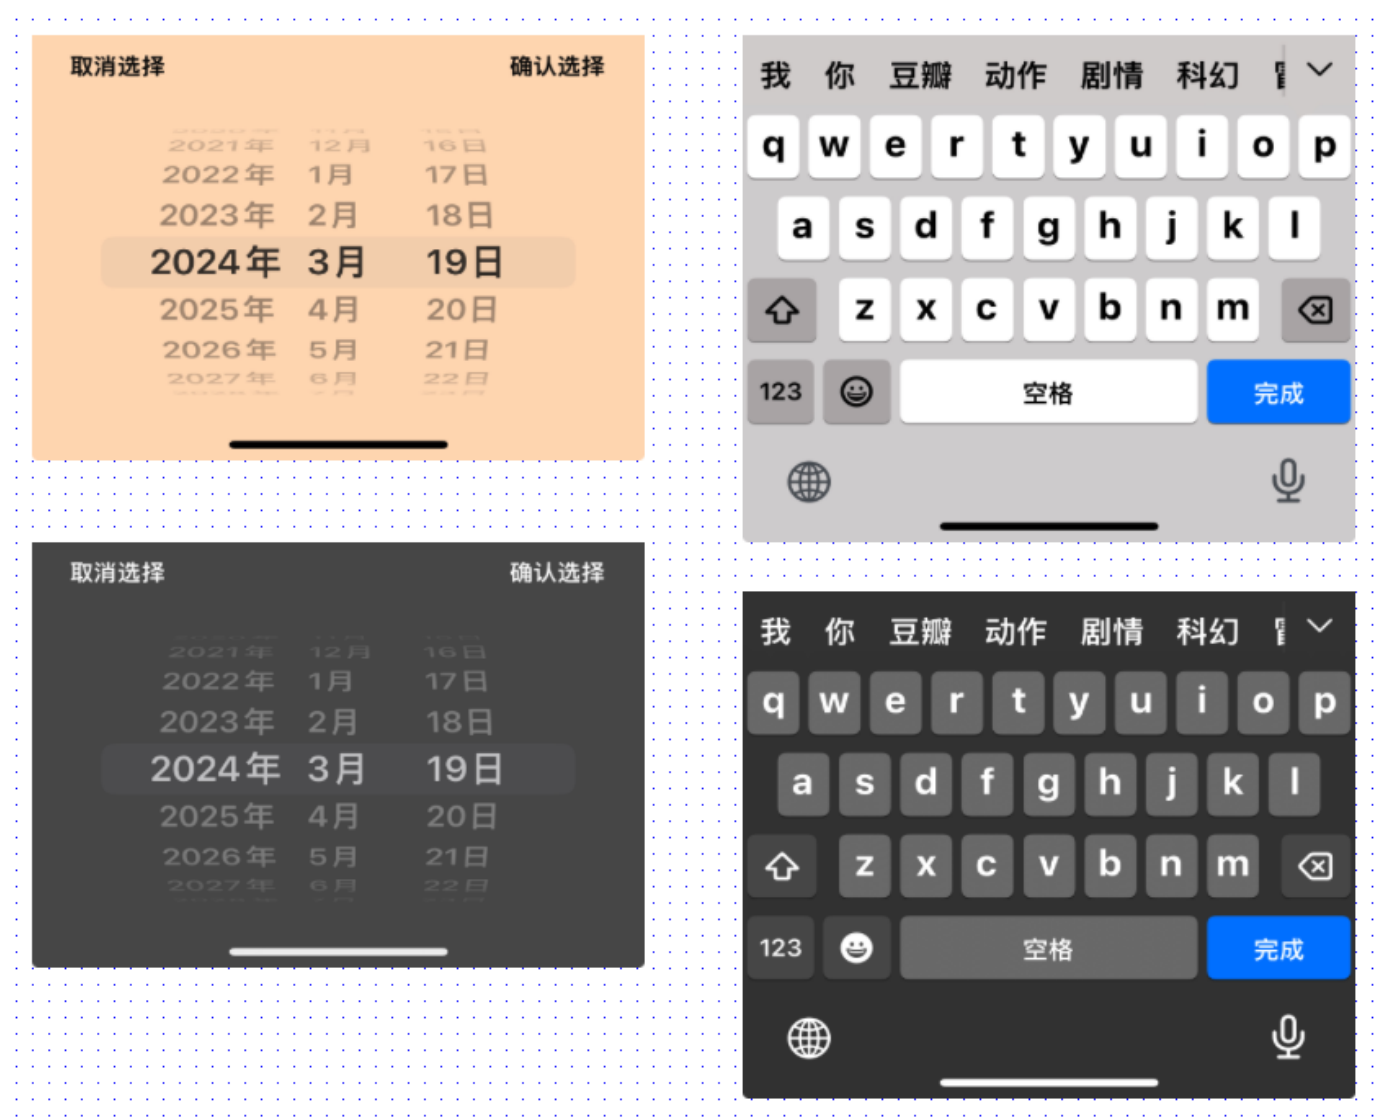 取消选择 确认选择
2021年 12月 16日
2022年 1月 17日
2023年 2月 18日
2024年 3月 19日
2025年 4月 20日
2026年 5月 21日
2027年 6月 22日
我 你 豆瓣 动作 剧情 科幻
q w e r t y u i o p
a s d f g h j k l
z x c v b n m
123 空格 完成
取消选择 确认选择
2021年 12月 16日
2022年 1月 17日
2023年 2月 18日
2024年 3月 19日
2025年 4月 20日
2026年 5月 21日
2027年 6月 22日
我 你 豆瓣 动作 剧情 科幻
q w e r t y u i o p
a s d f g h j k l
z x c v b n m
123 空格 完成